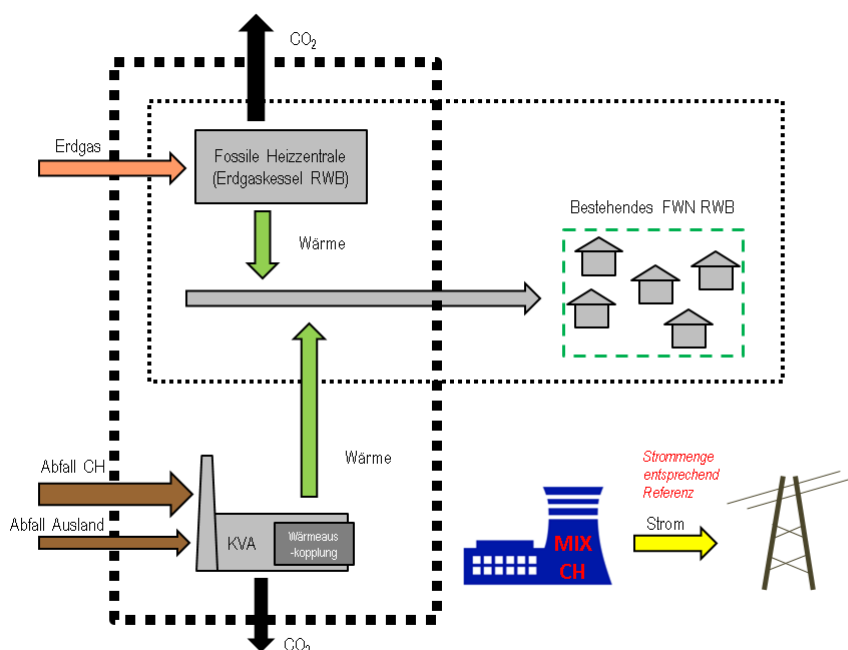 CO₂
Erdgas
Fossile Heizzentrale
(Erdgaskessel RWB)
Wärme
Bestehendes FWN RWB
Abfall CH
Abfall Ausland
KVA
Wärmeaus
-kopplung
Wärme
Strommenge
entsprechend
Referenz
Strom
MIX
CH
CO₂